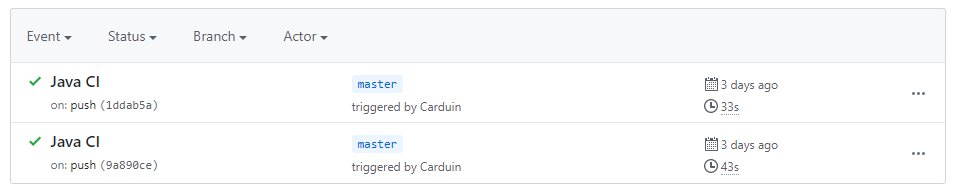 Event Status Branch Actor
Java CI master 3 days ago
on: push (1ddab5a) triggered by Carduin 33s
Java CI master 3 days ago
on: push (9a890ce) triggered by Carduin 43s